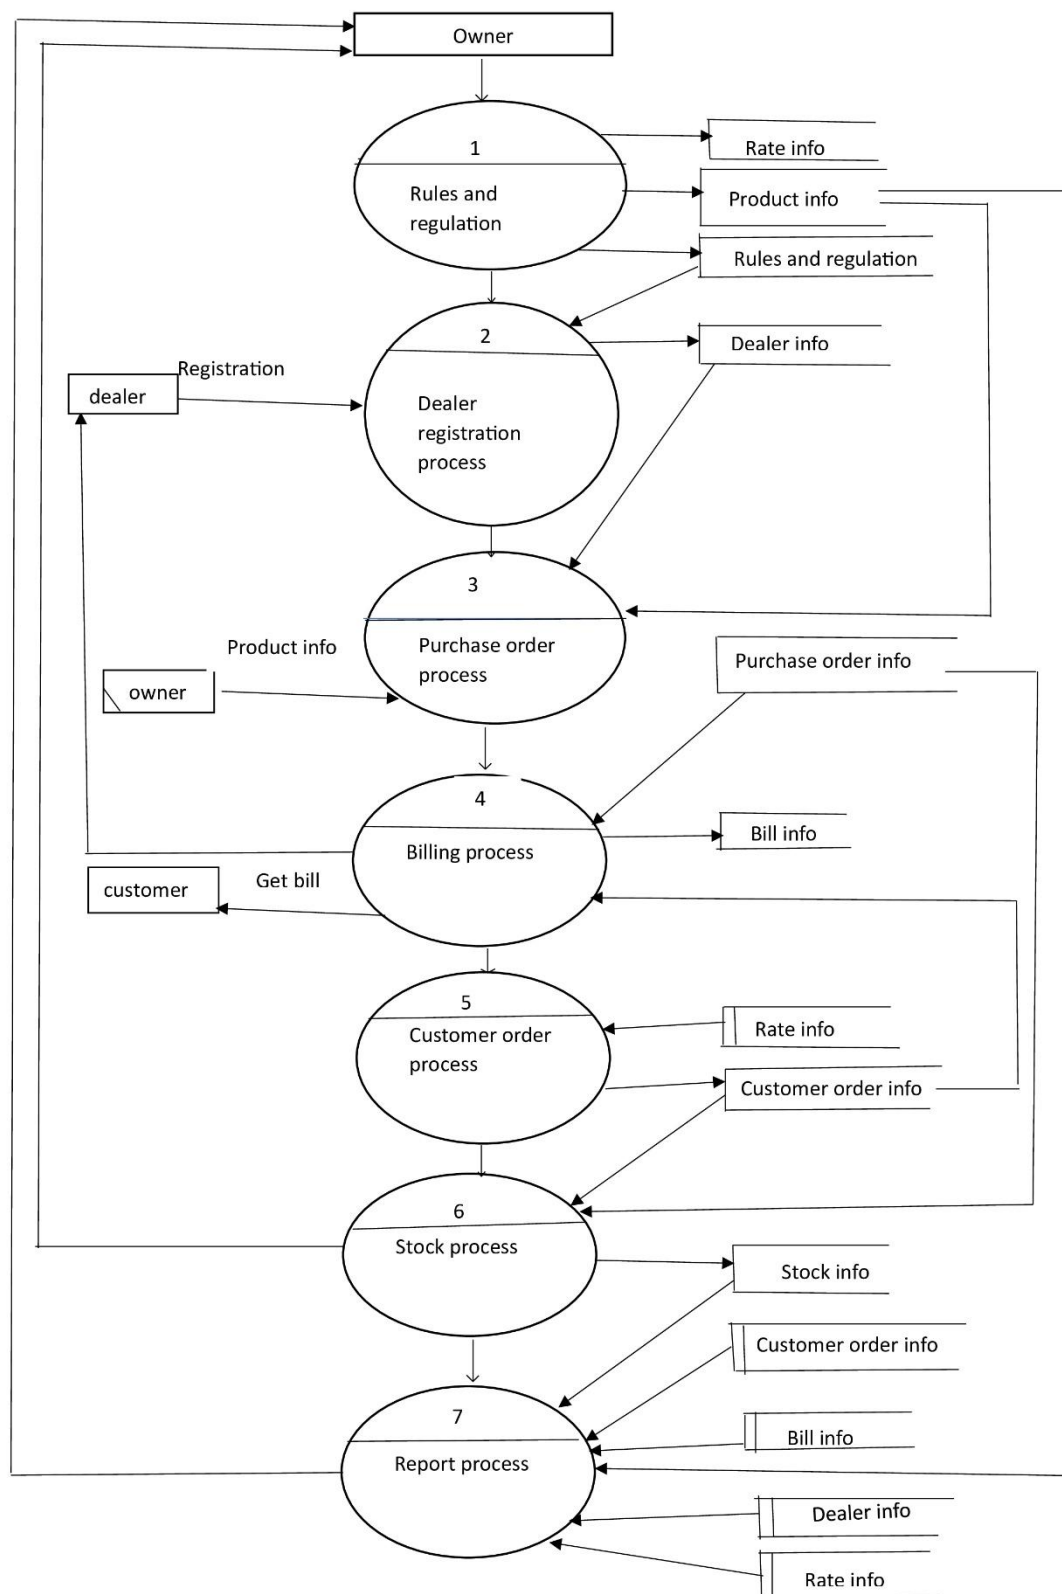 Owner
1
Rules and
regulation
Rate info
Product info
Rules and regulation
2
Dealer
registration
process
Dealer info
Registration
dealer
3
Purchase order
process
Product info
owner
Purchase order info
4
Billing process
Bill info
Get bill
customer
5
Customer order
process
Rate info
Customer order info
6
Stock process
Stock info
Customer order info
7
Report process
Bill info
Dealer info
Rate info